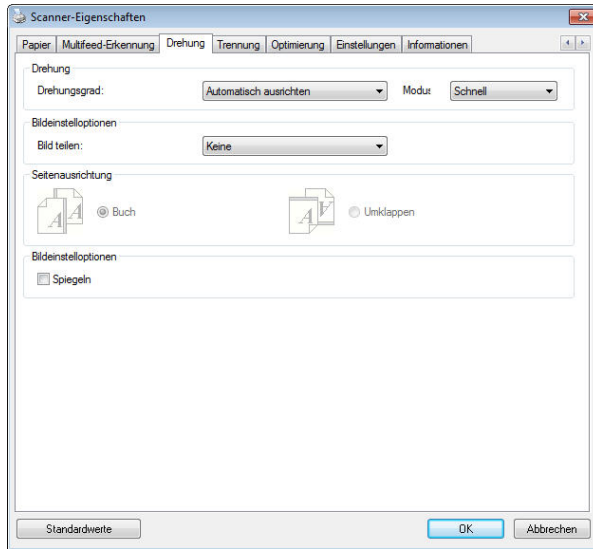 Scanner-Eigenschaften
Papier Multifeed-Erkennung Drehung Trennung Optimierung Einstellungen Informationen
Drehung
Drehungsgrad: Automatisch ausrichten Modus: Schnell
Bildeinstelloptionen
Bild teilen: Keine
Seitenausrichtung
A A Buch A A Umklappen
Bildeinstelloptionen
Spiegeln
Standardwerte OK Abbrechen